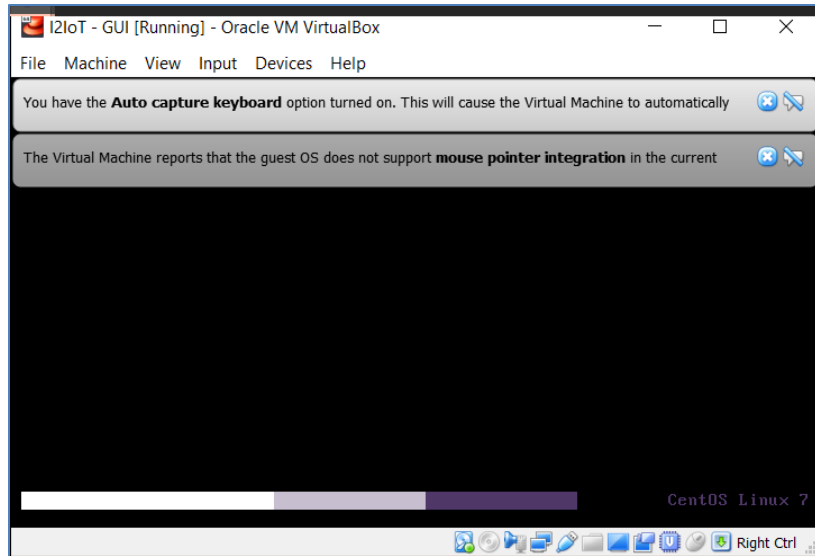 I2IoT - GUI [Running] - Oracle VM VirtualBox
File Machine View Input Devices Help
You have the Auto capture keyboard option turned on. This will cause the Virtual Machine to automatically
The Virtual Machine reports that the guest OS does not support mouse pointer integration in the current
CentOS Linux 7
Right Ctrl